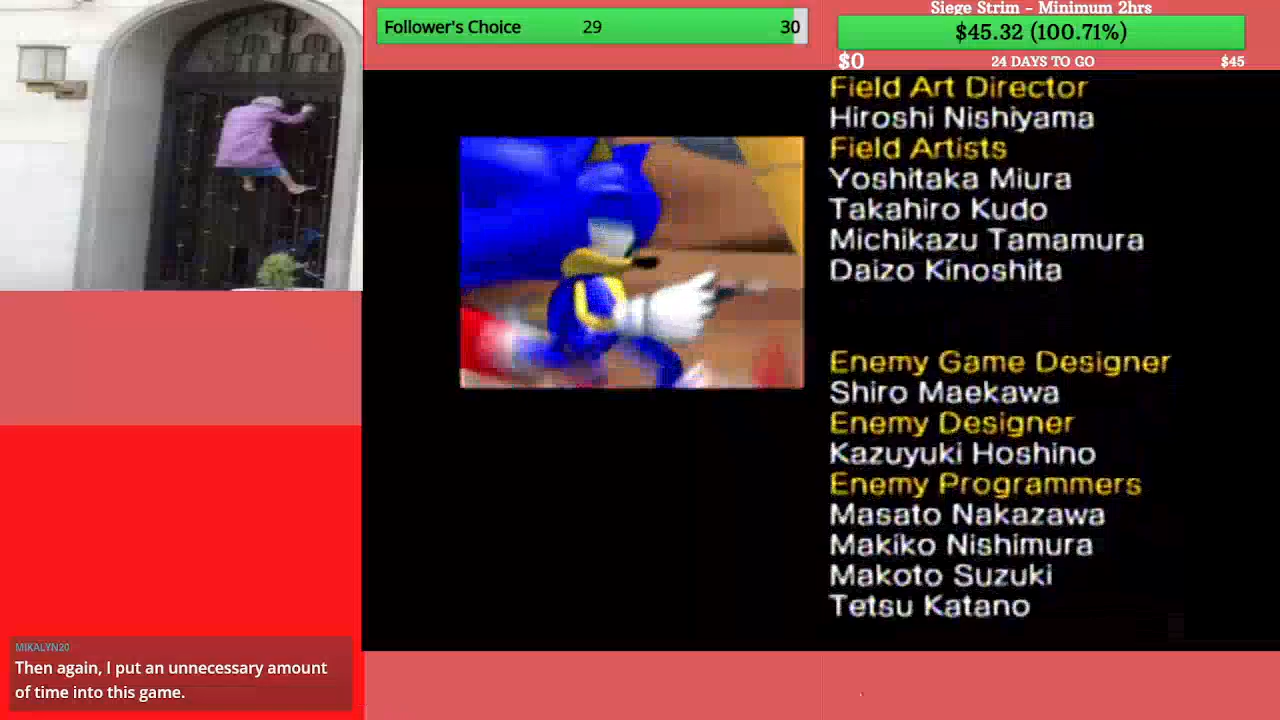 Follower's Choice 29 30
Siege Strim - Minimum 2hrs
$45.32 (100.71%)
$0 24 DAYS TO GO $45
Field Art Director
Hiroshi Nishiyama
Field Artists
Yoshitaka Miura
Takahiro Kudo
Michikazu Tamamura
Daizo Kinoshita
Enemy Game Designer
Shiro Maekawa
Enemy Designer
Kazuyuki Hoshino
Enemy Programmers
Masato Nakazawa
Makiko Nishimura
Makoto Suzuki
Tetsu Katano
MIKALYN20
Then again, I put an unnecessary amount
of time into this game.